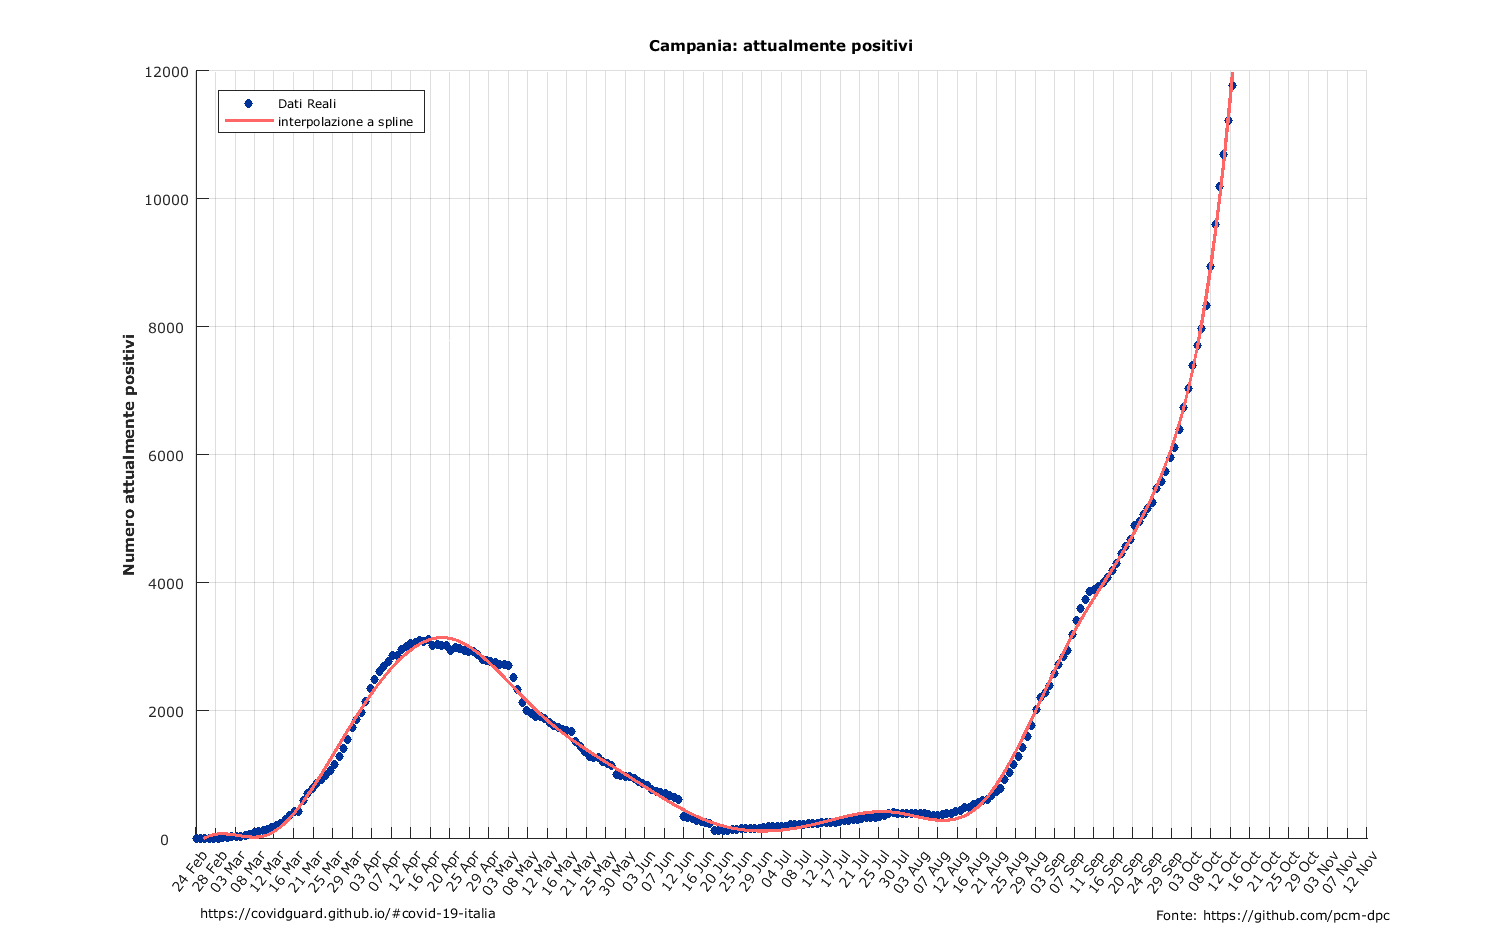 Campania: attualmente positivi
12000
10000
8000
6000
4000
2000
0
Numero attualmente positivi
Dati Reali
interpolazione a spline
24 Feb
28 Feb
03 Mar
08 Mar
12 Mar
16 Mar
21 Mar
25 Mar
29 Mar
03 Apr
07 Apr
12 Apr
16 Apr
20 Apr
25 Apr
29 Apr
03 May
08 May
12 May
16 May
21 May
25 May
30 May
03 Jun
07 Jun
12 Jun
16 Jun
20 Jun
25 Jun
29 Jun
04 Jul
08 Jul
12 Jul
17 Jul
21 Jul
25 Jul
30 Jul
03 Aug
07 Aug
12 Aug
16 Aug
21 Aug
25 Aug
29 Aug
03 Sep
07 Sep
11 Sep
16 Sep
20 Sep
24 Sep
29 Sep
03 Oct
08 Oct
12 Oct
16 Oct
21 Oct
25 Oct
29 Oct
03 Nov
07 Nov
12 Nov
https://covidguard.github.io/#covid-19-italia
Fonte: https://github.com/pcm-dpc